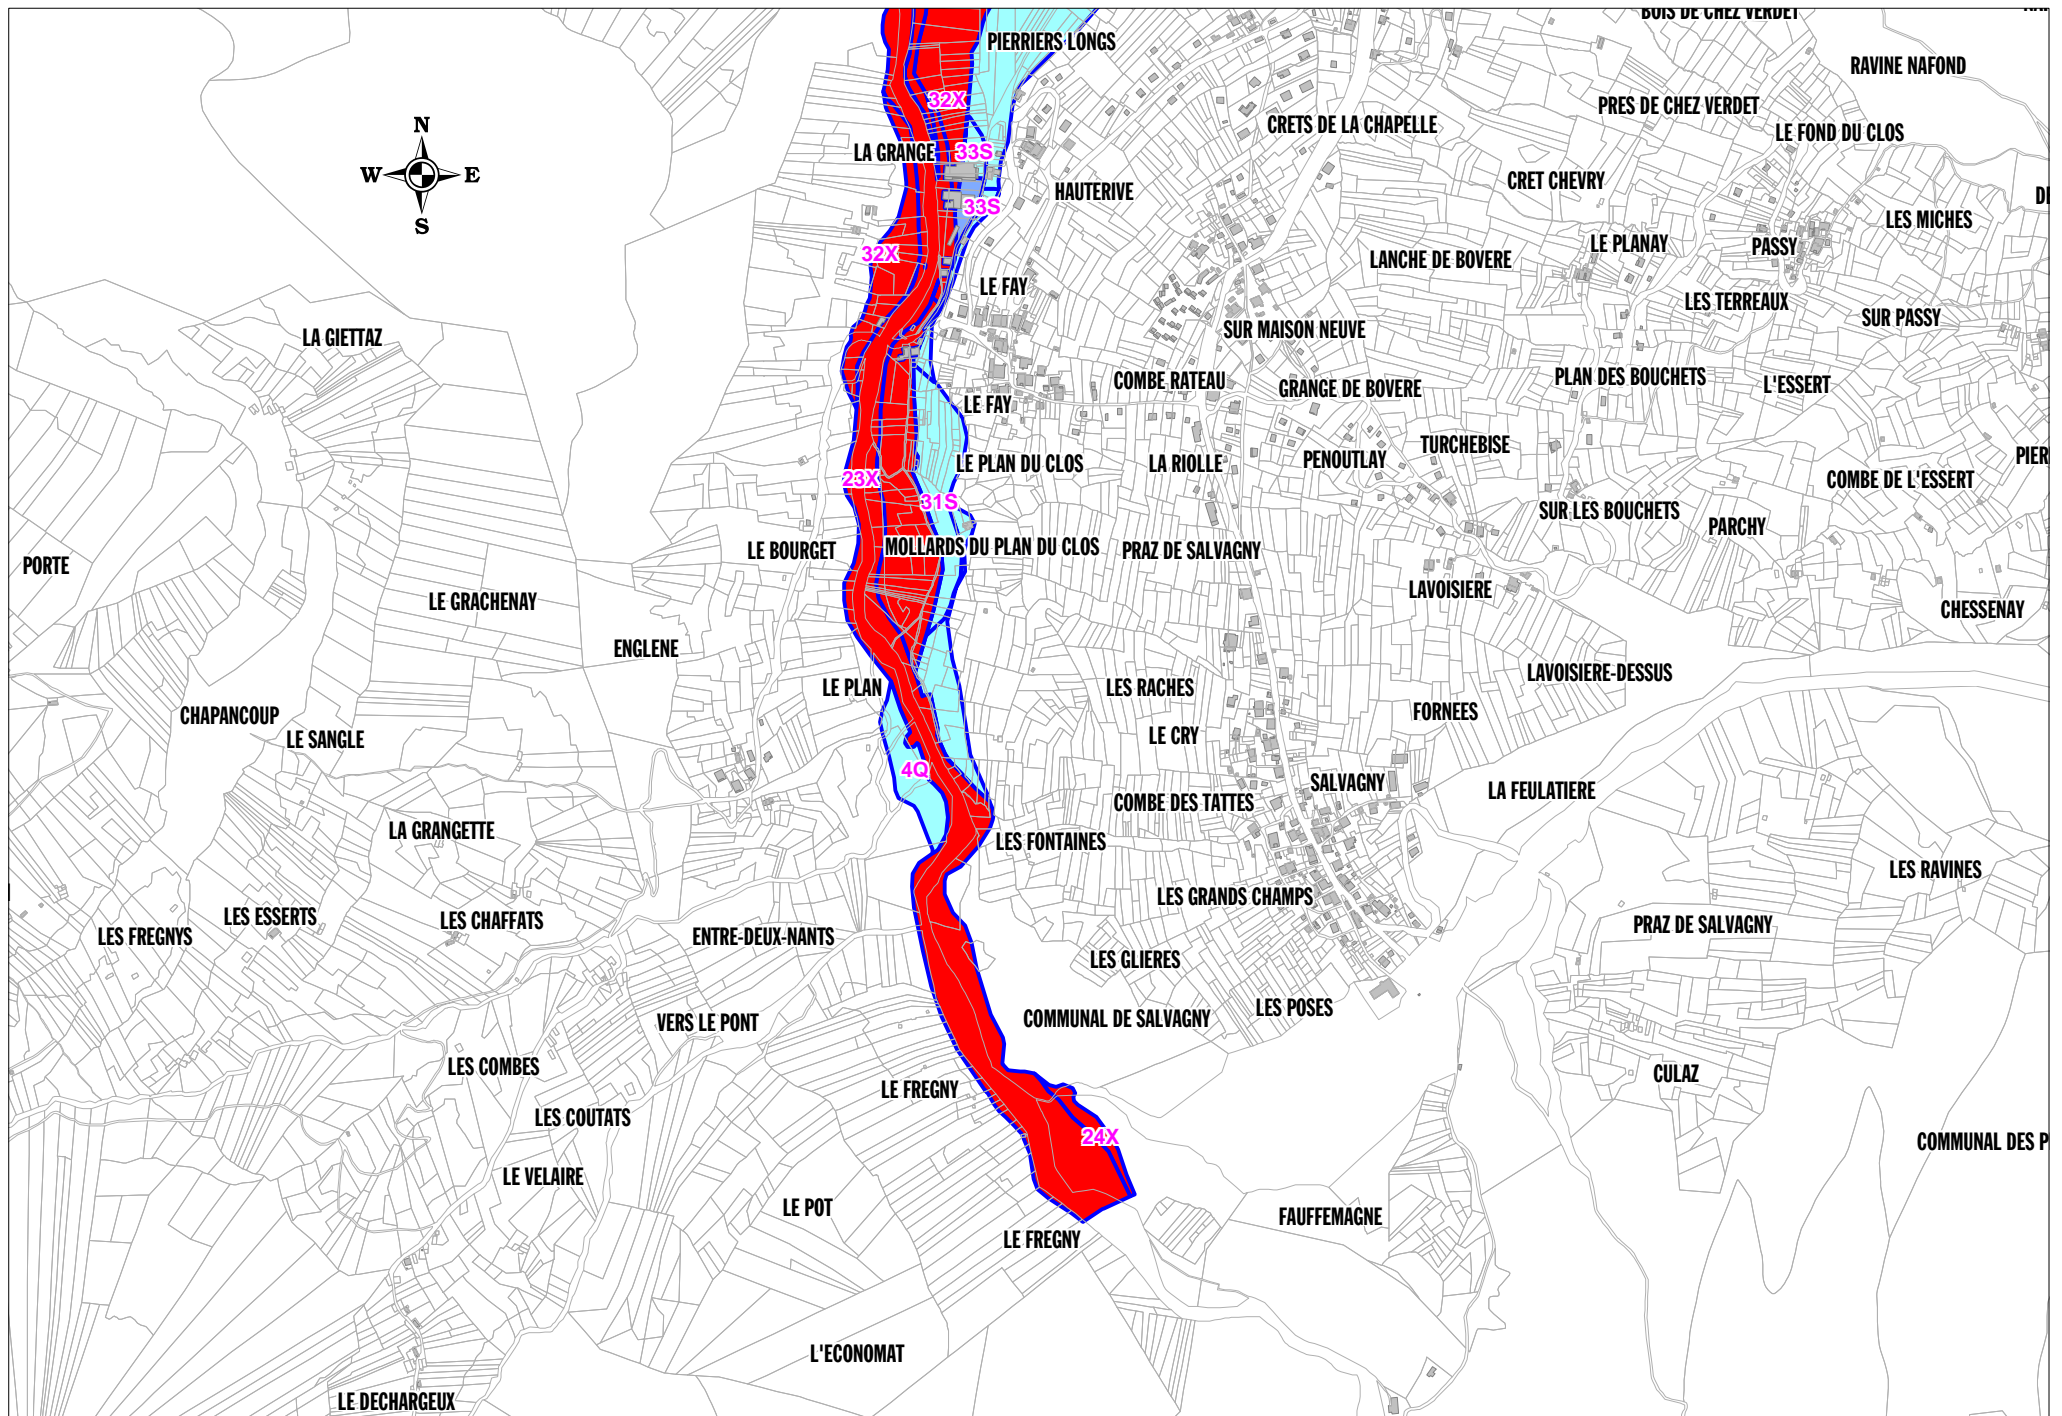 BOIS DE CHEZ VERDET
PIERRIERS LONGS
RAVINE NAFOND
32X
PRES DE CHEZ VERDET
N
CRETS DE LA CHAPELLE
LE FOND DU CLOS
LA GRANGE
33S
W
E
CRET CHEVRY
HAUTERIVE
33S
LES MICHES
S
LE PLANAY
PASSY
32X
LANCHE DE BOVERE
LE FAY
LES TERREAUX
SUR PASSY
LA GIETTAZ
SUR MAISON NEUVE
COMBE RATEAU
GRANGE DE BOVERE
PLAN DES BOUCHETS
L'ESSERT
LE FAY
TURCHEBISE
LE PLAN DU CLOS
LA RIOLLE
PENOUTLAY
PIER
23X
COMBE DE L'ESSERT
31S
SUR LES BOUCHETS
PARCHY
LE BOURGET
MOLLARDS DU PLAN DU CLOS
PRAZ DE SALVAGNY
PORTE
LE GRACHENAY
LAVOISIERE
CHESSENAY
ENGLENE
LAVOISIERE-DESSUS
LE PLAN
LES RACHES
CHAPANCOUP
FORNEES
LE SANGLE
LE CRY
4Q
SALVAGNY
LA FEULATIERE
COMBE DES TATTES
LA GRANGETTE
LES FONTAINES
LES RAVINES
LES GRANDS CHAMPS
LES ESSERTS
LES CHAFFATS
PRAZ DE SALVAGNY
LES FREGNYS
ENTRE-DEUX-NANTS
LES GLIERES
LES POSES
VERS LE PONT
COMMUNAL DE SALVAGNY
LES COMBES
CULAZ
LE FREGNY
LES COUTATS
24X
COMMUNAL DES P
LE VELAIRE
LE POT
FAUFFEMAGNE
LE FREGNY
L'ECONOMAT
LE DECHARGEUX